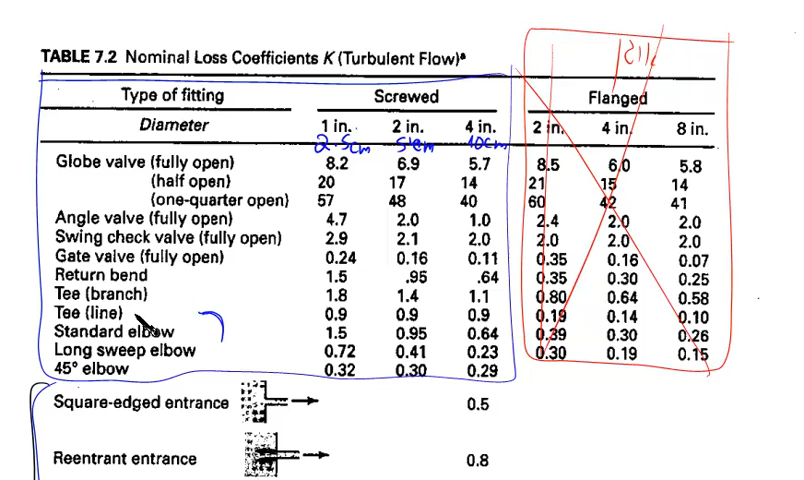 TABLE 7.2 Nominal Loss Coefficients K (Turbulent Flow)ᵃ
Type of fitting Screwed Flanged
Diameter 1 in. 2 in. 4 in. 2 in. 4 in. 8 in.
2.5cm 5cm 10cm
Globe valve (fully open) 8.2 6.9 5.7 8.5 6.0 5.8
(half open) 20 17 14 21 15 14
(one-quarter open) 57 48 40 60 42 41
Angle valve (fully open) 4.7 2.0 1.0 2.4 2.0 2.0
Swing check valve (fully open) 2.9 2.1 2.0 2.0 2.0 2.0
Gate valve (fully open) 0.24 0.16 0.11 0.35 0.16 0.07
Return bend 1.5 .95 .64 0.35 0.30 0.25
Tee (branch) 1.8 1.4 1.1 0.80 0.64 0.58
Tee (line) 0.9 0.9 0.9 0.19 0.14 0.10
Standard elbow 1.5 0.95 0.64 0.39 0.30 0.26
Long sweep elbow 0.72 0.41 0.23 0.30 0.19 0.15
45° elbow 0.32 0.30 0.29
Square-edged entrance 0.5
Reentrant entrance 0.8